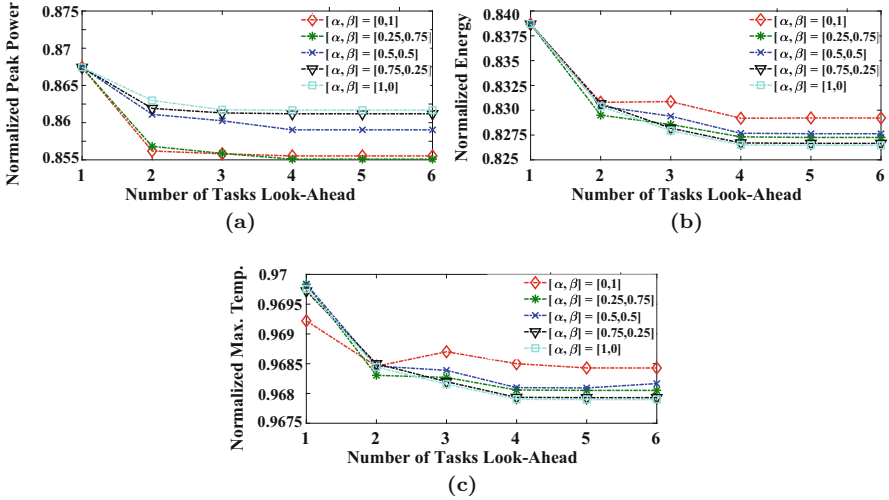 Normalized Peak Power
0.875
0.87
0.865
0.86
0.855
[α, β] = [0,1]
[α, β] = [0.25,0.75]
[α, β] = [0.5,0.5]
[α, β] = [0.75,0.25]
[α, β] = [1,0]
1 2 3 4 5 6
Number of Tasks Look-Ahead
(a)
Normalized Energy
0.840
0.8375
0.835
0.8325
0.830
0.8275
0.825
[α, β] = [0,1]
[α, β] = [0.25,0.75]
[α, β] = [0.5,0.5]
[α, β] = [0.75,0.25]
[α, β] = [1,0]
1 2 3 4 5 6
Number of Tasks Look-Ahead
(b)
Normalized Max. Temp.
0.97
0.9695
0.969
0.9685
0.968
0.9675
[α, β] = [0,1]
[α, β] = [0.25,0.75]
[α, β] = [0.5,0.5]
[α, β] = [0.75,0.25]
[α, β] = [1,0]
1 2 3 4 5 6
Number of Tasks Look-Ahead
(c)